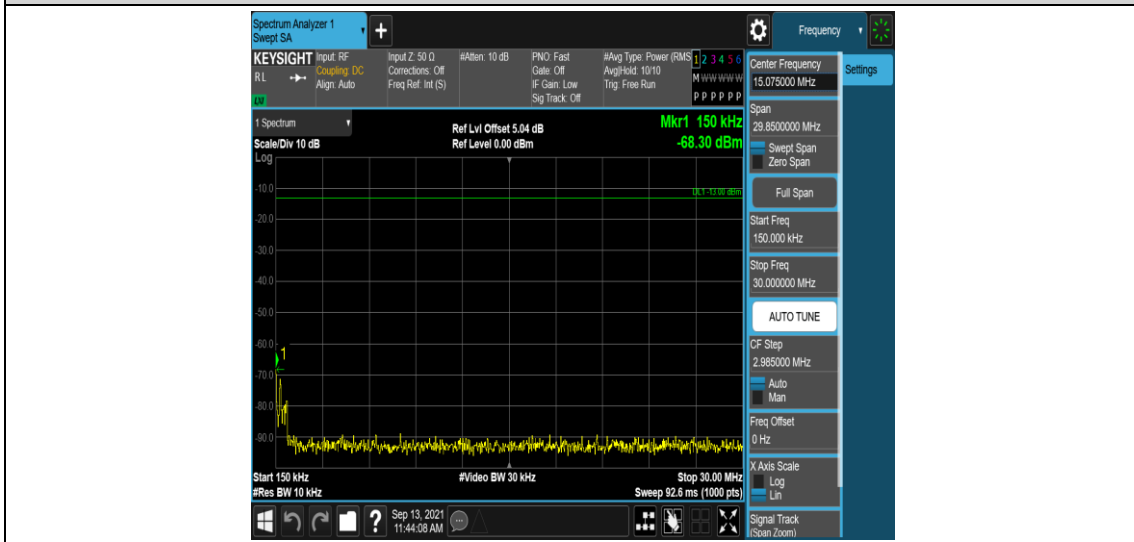 Spectrum Analyzer 1
Swept SA
Frequency
KEYSIGHT
RL
LXI
Input: RF
Coupling: DC
Align: Auto
Input Z: 50 Ω
Corrections: Off
Freq Ref: Int (S)
#Atten: 10 dB
PNO: Fast
Gate: Off
IF Gain: Low
Sig Track: Off
#Avg Type: Power (RMS
Avg|Hold: 10/10
Trig: Free Run
1 2 3 4 5 6
M W W W W W
P P P P P P
Center Frequency
15.075000 MHz
Settings
Span
29.8500000 MHz
Swept Span
Zero Span
Full Span
Start Freq
150.000 kHz
Stop Freq
30.000000 MHz
AUTO TUNE
CF Step
2.985000 MHz
Auto
Man
Freq Offset
0 Hz
X Axis Scale
Log
Lin
Signal Track
(Span Zoom)
1 Spectrum
Scale/Div 10 dB
Log
Ref Lvl Offset 5.04 dB
Ref Level 0.00 dBm
Mkr1 150 kHz
-68.30 dBm
DL1 -13.00 dBm
-10.0
-20.0
-30.0
-40.0
-50.0
-60.0
1
-70.0
-80.0
-90.0
Start 150 kHz
#Video BW 30 kHz
Stop 30.00 MHz
#Res BW 10 kHz
Sweep 92.6 ms (1000 pts)
?
Sep 13, 2021
11:44:08 AM